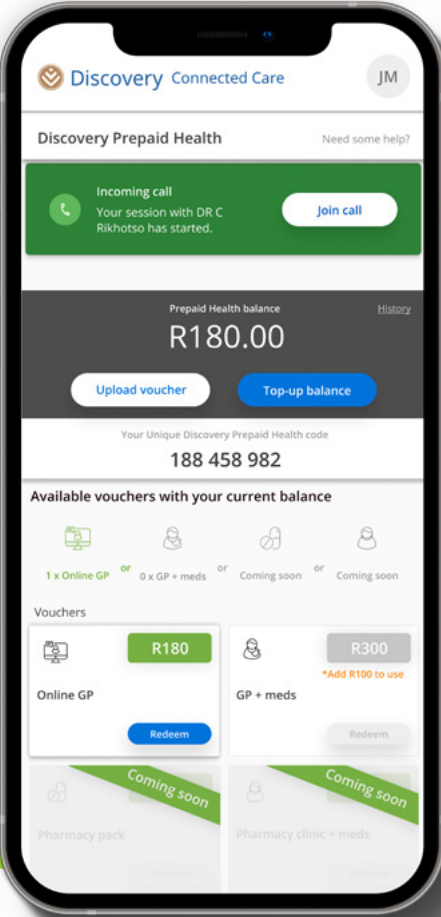 Discovery Connected Care
JM
Discovery Prepaid Health
Need some help?
Incoming call
Your session with DR C
Rikhotso has started.
Join call
Prepaid Health balance
History
R180.00
Upload voucher
Top-up balance
Your Unique Discovery Prepaid Health code
188 458 982
Available vouchers with your current balance
1 x Online GP or 0 x GP + meds or Coming soon or Coming soon
Vouchers
R180
R300
*Add R100 to use
Online GP
GP + meds
Redeem
Redeem
Coming soon
Coming soon
Pharmacy pack
Pharmacy clinic + meds